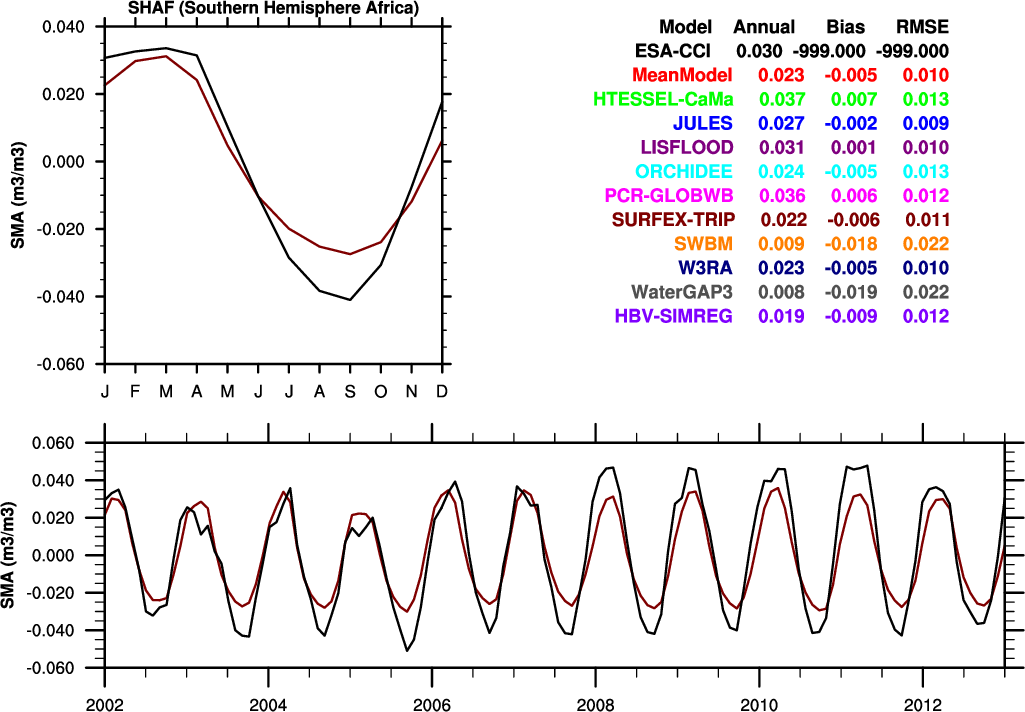 SHAF (Southern Hemisphere Africa)
0.040
0.020
0.000
-0.020
-0.040
-0.060
SMA (m3/m3)
J F M A M J J A S O N D
Model Annual Bias RMSE
ESA-CCI 0.030 -999.000 -999.000
MeanModel 0.023 -0.005 0.010
HTESSEL-CaMa 0.037 0.007 0.013
JULES 0.027 -0.002 0.009
LISFLOOD 0.031 0.001 0.010
ORCHIDEE 0.024 -0.005 0.013
PCR-GLOBWB 0.036 0.006 0.012
SURFEX-TRIP 0.022 -0.006 0.011
SWBM 0.009 -0.018 0.022
W3RA 0.023 -0.005 0.010
WaterGAP3 0.008 -0.019 0.022
HBV-SIMREG 0.019 -0.009 0.012
0.060
0.040
0.020
0.000
-0.020
-0.040
-0.060
SMA (m3/m3)
2002 2004 2006 2008 2010 2012